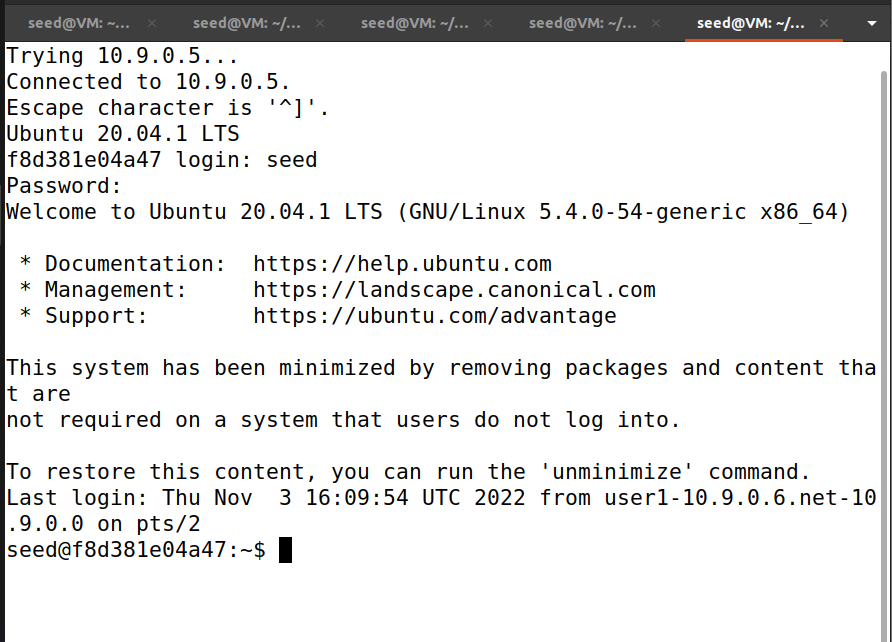 seed@VM: ~... × seed@VM: ~/... × seed@VM: ~/... × seed@VM: ~/... × seed@VM: ~/... ×
Trying 10.9.0.5...
Connected to 10.9.0.5.
Escape character is '^]'.
Ubuntu 20.04.1 LTS
f8d381e04a47 login: seed
Password:
Welcome to Ubuntu 20.04.1 LTS (GNU/Linux 5.4.0-54-generic x86_64)
* Documentation:  https://help.ubuntu.com
* Management:     https://landscape.canonical.com
* Support:        https://ubuntu.com/advantage
This system has been minimized by removing packages and content tha
t are
not required on a system that users do not log into.
To restore this content, you can run the 'unminimize' command.
Last login: Thu Nov  3 16:09:54 UTC 2022 from user1-10.9.0.6.net-10
.9.0.0 on pts/2
seed@f8d381e04a47:~$